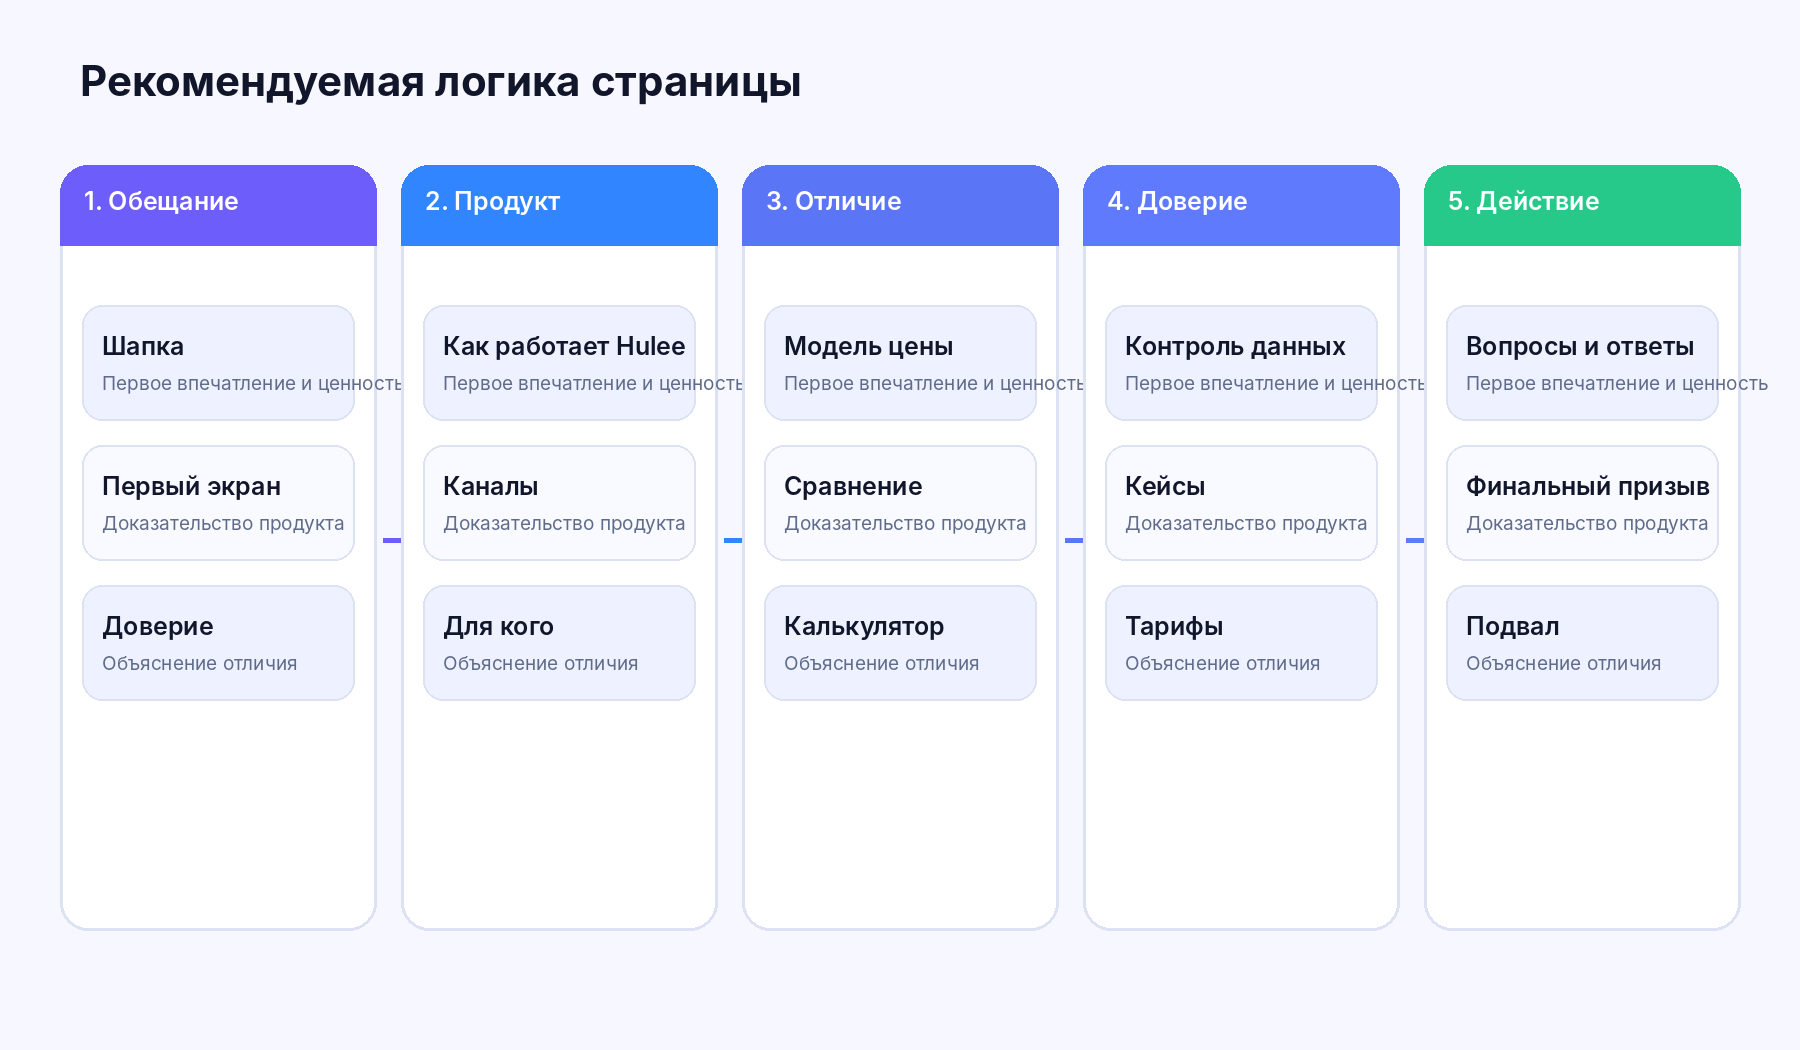 Рекомендуемая логика страницы
1. Обещание
Шапка
Первое впечатление и ценность
Первый экран
Доказательство продукта
Доверие
Объяснение отличия
2. Продукт
Как работает Hulee
Первое впечатление и ценность
Каналы
Доказательство продукта
Для кого
Объяснение отличия
3. Отличие
Модель цены
Первое впечатление и ценность
Сравнение
Доказательство продукта
Калькулятор
Объяснение отличия
4. Доверие
Контроль данных
Первое впечатление и ценность
Кейсы
Доказательство продукта
Тарифы
Объяснение отличия
5. Действие
Вопросы и ответы
Первое впечатление и ценность
Финальный призыв
Доказательство продукта
Подвал
Объяснение отличия